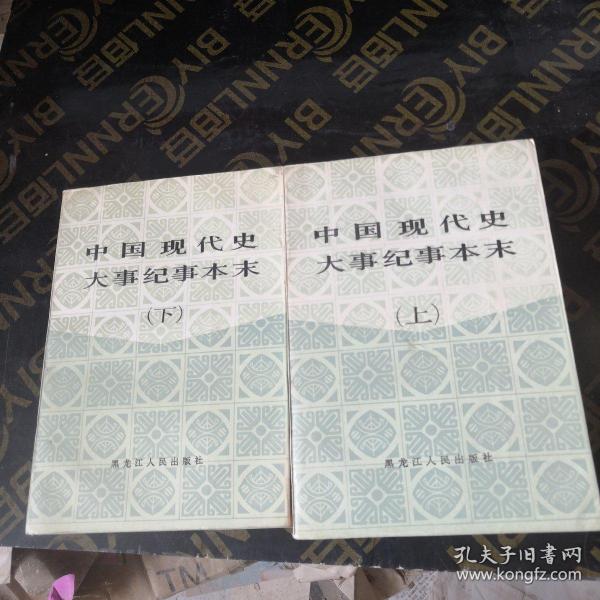 中国现代史
大事纪事本末
（下）
黑龙江人民出版社
中国现代史
大事纪事本末
（上）
黑龙江人民出版社
孔夫子旧书网
www.kongfz.com